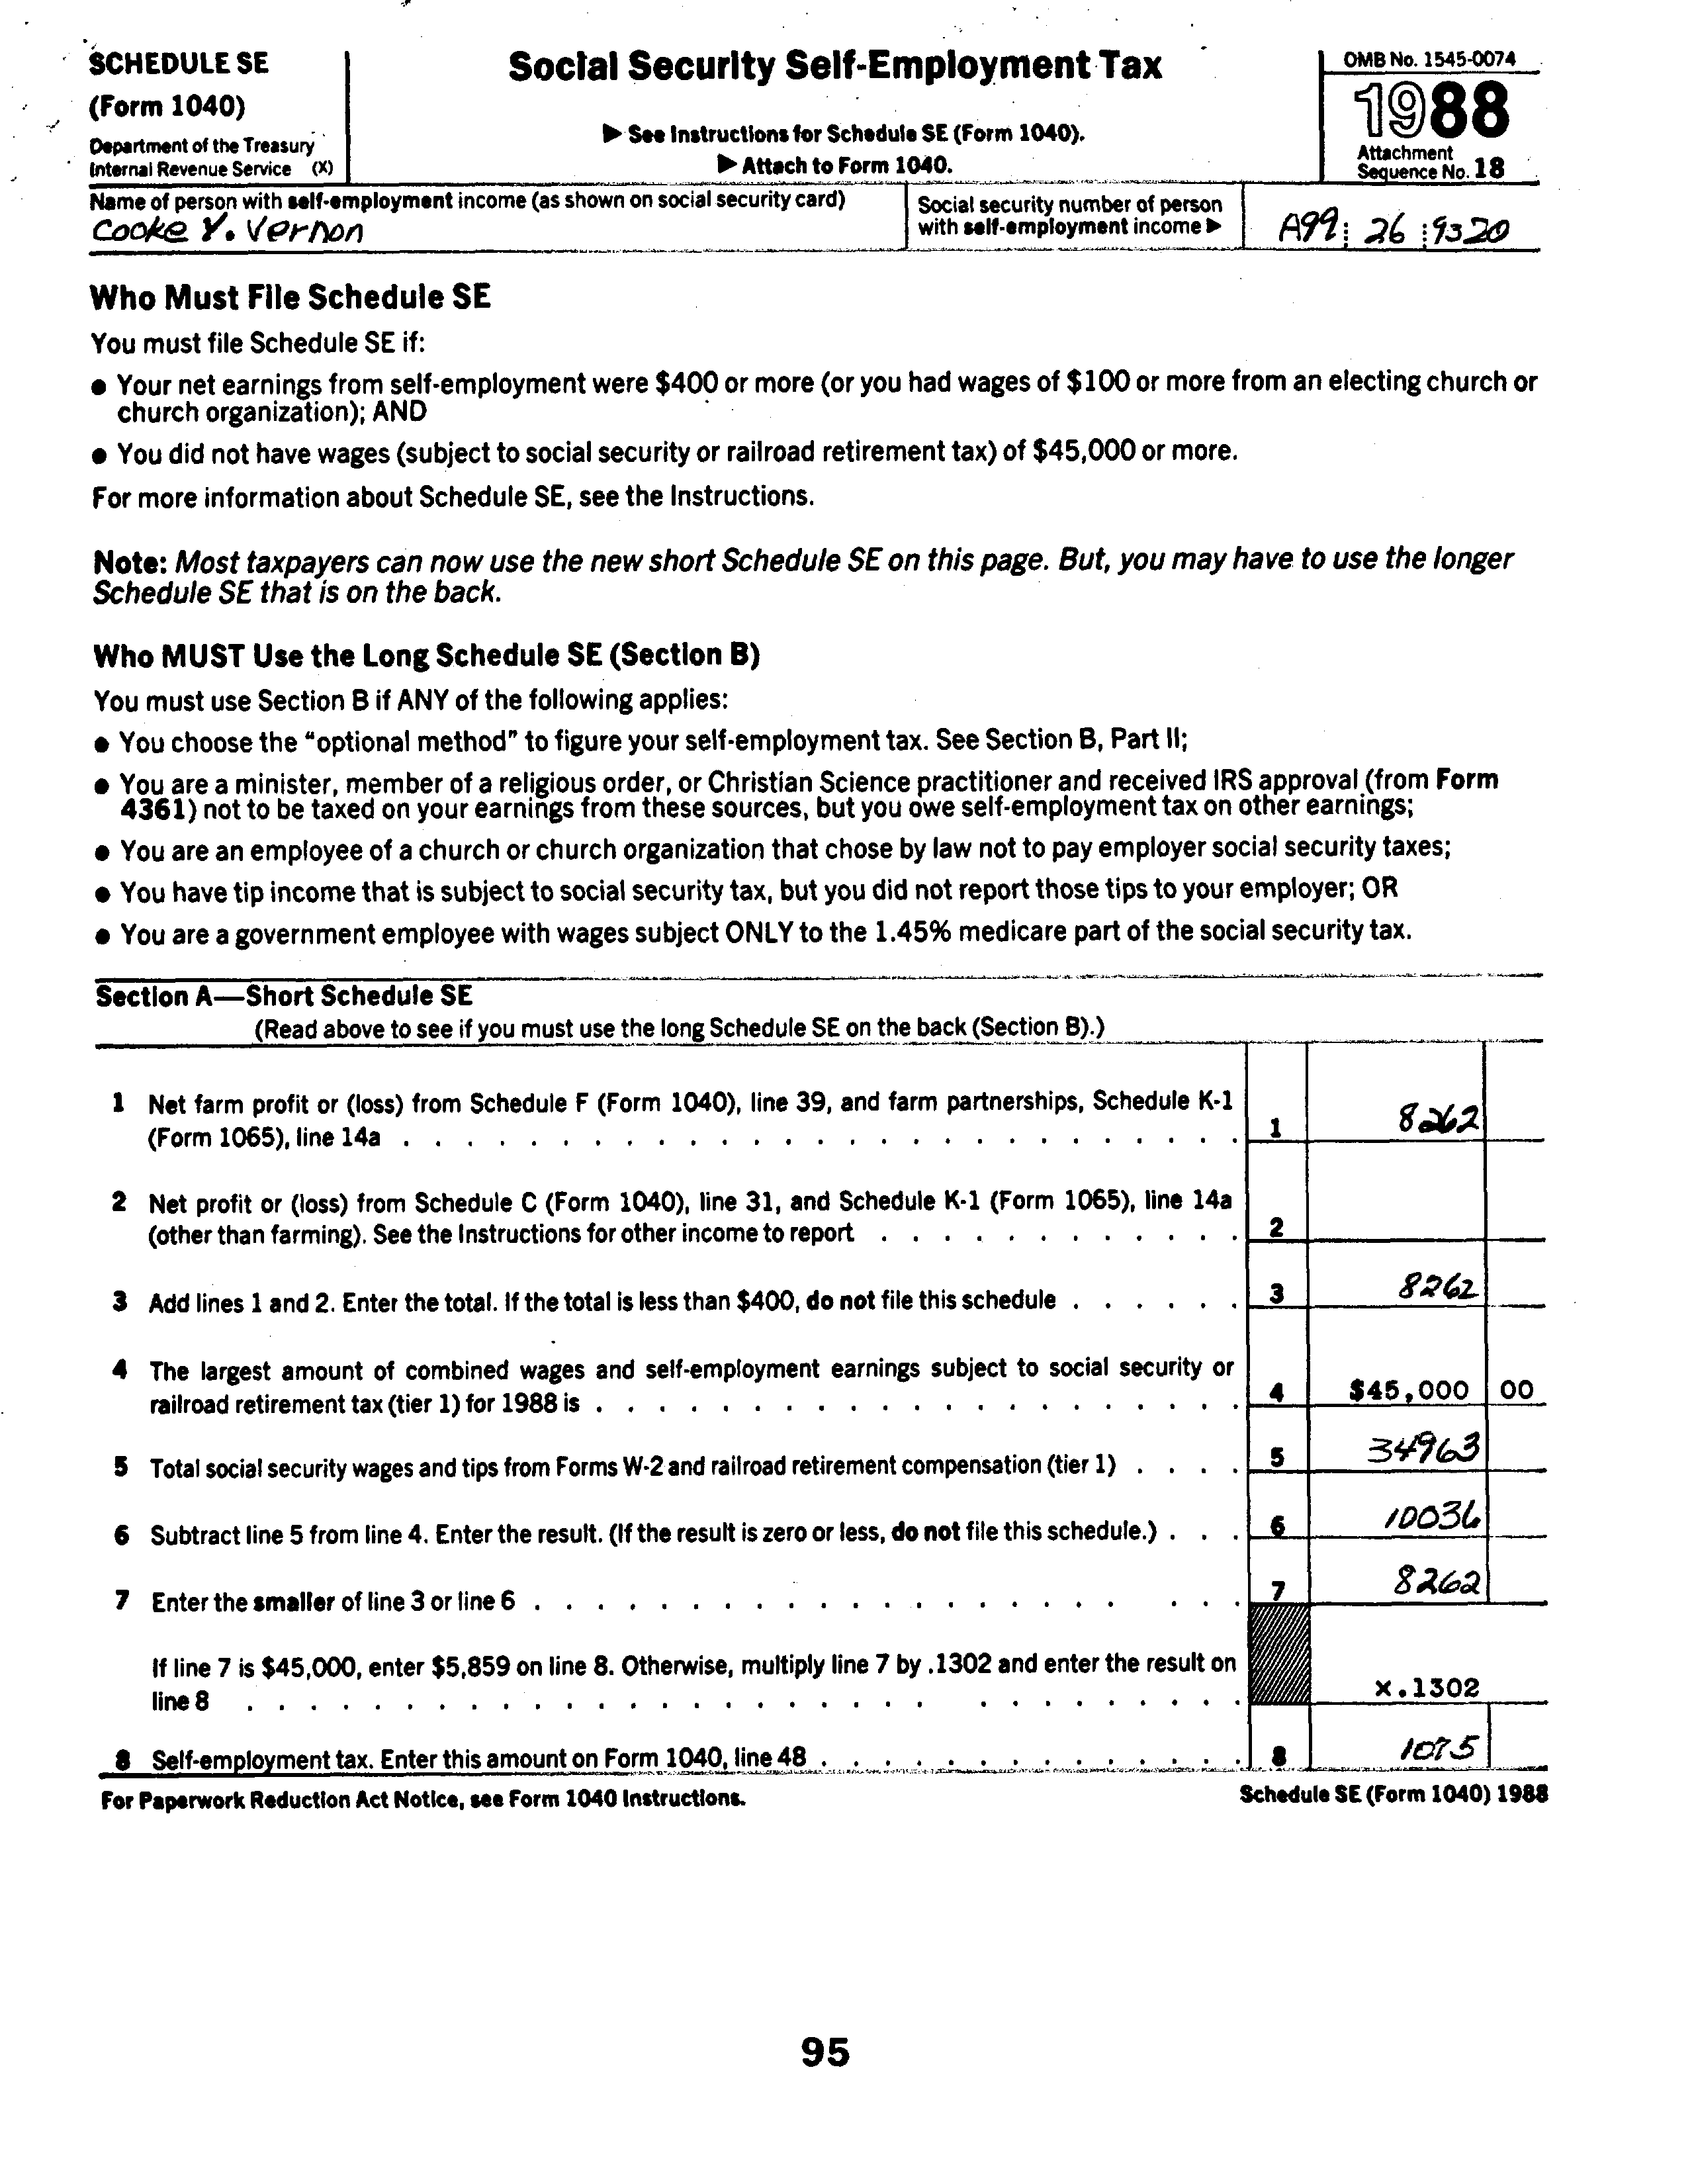 SCHEDULE SE
(Form 1040)
Department of the Treasury
Internal Revenue Service (X)
Social Security Self-Employment Tax
▶ See Instructions for Schedule SE (Form 1040).
▶ Attach to Form 1040.
OMB No. 1545-0074
1988
Attachment
Sequence No. 18
Name of person with self-employment income (as shown on social security card)
Cooke Y. Vernon
Social security number of person
with self-employment income ▶
A99 26 9320
Who Must File Schedule SE
You must file Schedule SE if:
● Your net earnings from self-employment were $400 or more (or you had wages of $100 or more from an electing church or
church organization); AND
● You did not have wages (subject to social security or railroad retirement tax) of $45,000 or more.
For more information about Schedule SE, see the Instructions.
Note: Most taxpayers can now use the new short Schedule SE on this page. But, you may have to use the longer
Schedule SE that is on the back.
Who MUST Use the Long Schedule SE (Section B)
You must use Section B if ANY of the following applies:
● You choose the "optional method" to figure your self-employment tax. See Section B, Part II;
● You are a minister, member of a religious order, or Christian Science practitioner and received IRS approval (from Form
4361) not to be taxed on your earnings from these sources, but you owe self-employment tax on other earnings;
● You are an employee of a church or church organization that chose by law not to pay employer social security taxes;
● You have tip income that is subject to social security tax, but you did not report those tips to your employer; OR
● You are a government employee with wages subject ONLY to the 1.45% medicare part of the social security tax.
Section A—Short Schedule SE
(Read above to see if you must use the long Schedule SE on the back (Section B).)
1 Net farm profit or (loss) from Schedule F (Form 1040), line 39, and farm partnerships, Schedule K-1
(Form 1065), line 14a . . . . . . . . . . . . . . . . . . . . . . . . . . . 1 8262
2 Net profit or (loss) from Schedule C (Form 1040), line 31, and Schedule K-1 (Form 1065), line 14a
(other than farming). See the Instructions for other income to report . . . . . . . . . . . . 2
3 Add lines 1 and 2. Enter the total. If the total is less than $400, do not file this schedule . . . . . . 3 8262
4 The largest amount of combined wages and self-employment earnings subject to social security or
railroad retirement tax (tier 1) for 1988 is . . . . . . . . . . . . . . . . . . . . . 4 $45,000 00
5 Total social security wages and tips from Forms W-2 and railroad retirement compensation (tier 1) . . . . 5 34963
6 Subtract line 5 from line 4. Enter the result. (If the result is zero or less, do not file this schedule.) . . . 6 10036
7 Enter the smaller of line 3 or line 6 . . . . . . . . . . . . . . . . . . . . . . 7 8262
If line 7 is $45,000, enter $5,859 on line 8. Otherwise, multiply line 7 by .1302 and enter the result on
line 8 . . . . . . . . . . . . . . . . . . . . . . . . . . . . . . x.1302
8 Self-employment tax. Enter this amount on Form 1040, line 48 . . . . . . . . . . . . . . 8 1075
For Paperwork Reduction Act Notice, see Form 1040 Instructions.
Schedule SE (Form 1040) 1988
95